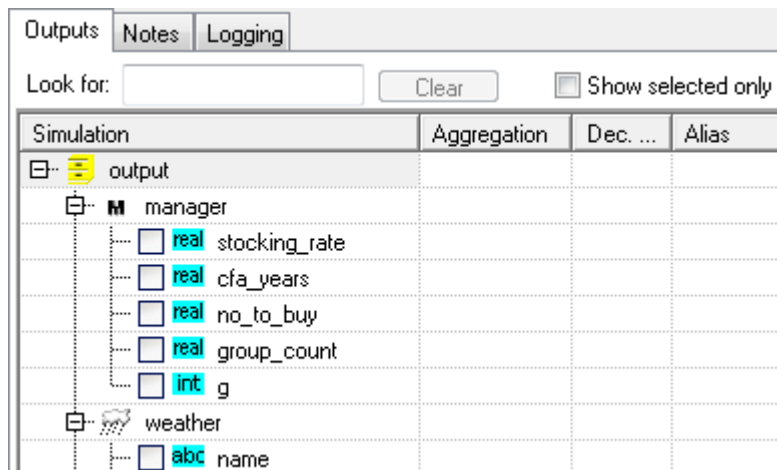 Outputs Notes Logging
Look for: Clear Show selected only
Simulation Aggregation Dec. ... Alias
output
M manager
real stocking_rate
real cfa_years
real no_to_buy
real group_count
int g
weather
abc name